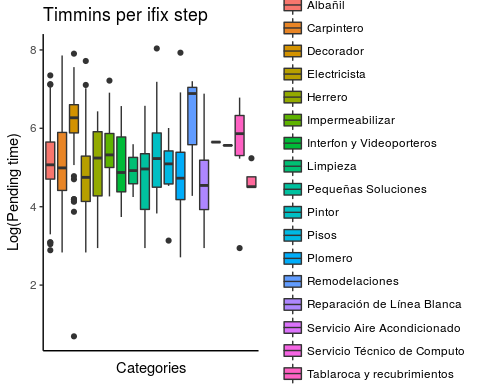 Timmins per ifix step
Log(Pending time)
8
6
4
2
Categories
Albañil
Carpintero
Decorador
Electricista
Herrero
Impermeabilizar
Interfon y Videoporteros
Limpieza
Pequeñas Soluciones
Pintor
Pisos
Plomero
Remodelaciones
Reparación de Línea Blanca
Servicio Aire Acondicionado
Servicio Técnico de Computo
Tablaroca y recubrimientos